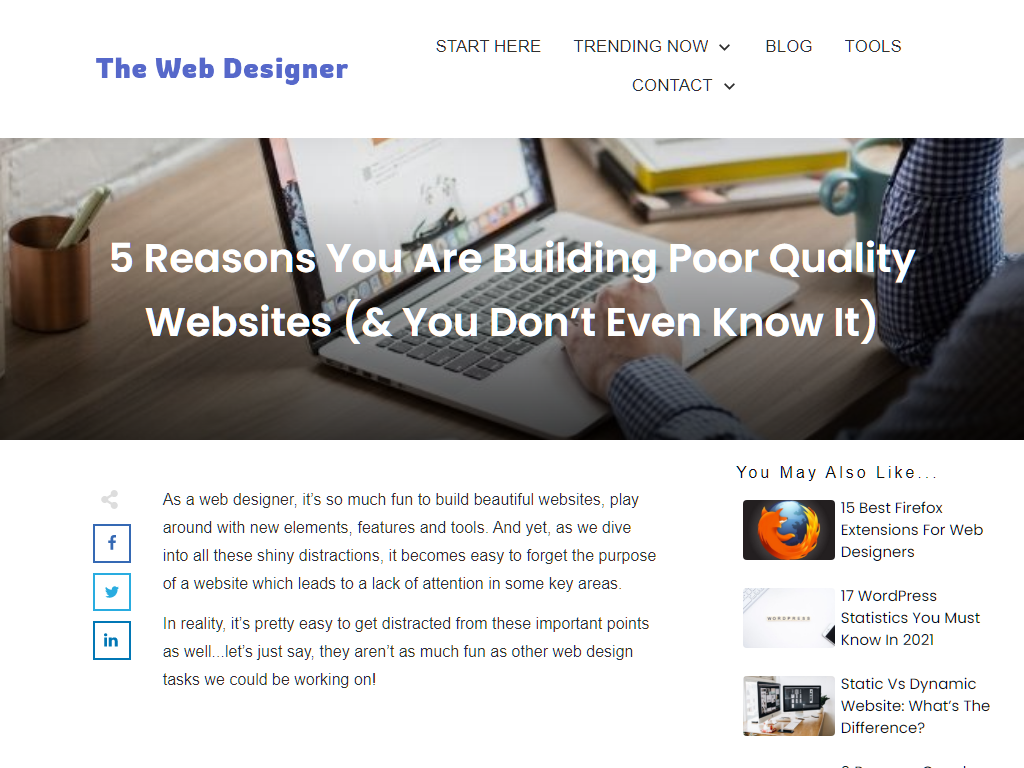 The Web Designer
START HERE
TRENDING NOW
BLOG
TOOLS
CONTACT
5 Reasons You Are Building Poor Quality
Websites (& You Don’t Even Know It)
As a web designer, it’s so much fun to build beautiful websites, play
around with new elements, features and tools. And yet, as we dive
into all these shiny distractions, it becomes easy to forget the purpose
of a website which leads to a lack of attention in some key areas.
In reality, it’s pretty easy to get distracted from these important points
as well...let’s just say, they aren’t as much fun as other web design
tasks we could be working on!
You May Also Like...
15 Best Firefox
Extensions For Web
Designers
WORDPRESS
17 WordPress
Statistics You Must
Know In 2021
Static Vs Dynamic
Website: What’s The
Difference?